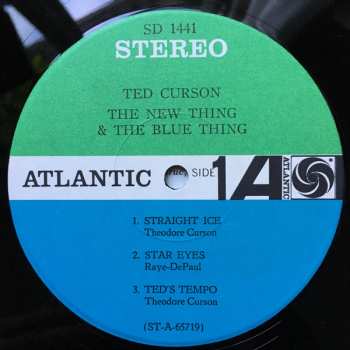 SD 1441
STEREO
TED CURSON
THE NEW THING
& THE BLUE THING
ATLANTIC
SIDE 1
A
ATLANTIC
1. STRAIGHT ICE
Theodore Curson
2. STAR EYES
Raye-DePaul
3. TED'S TEMPO
Theodore Curson
(ST-A-65719)